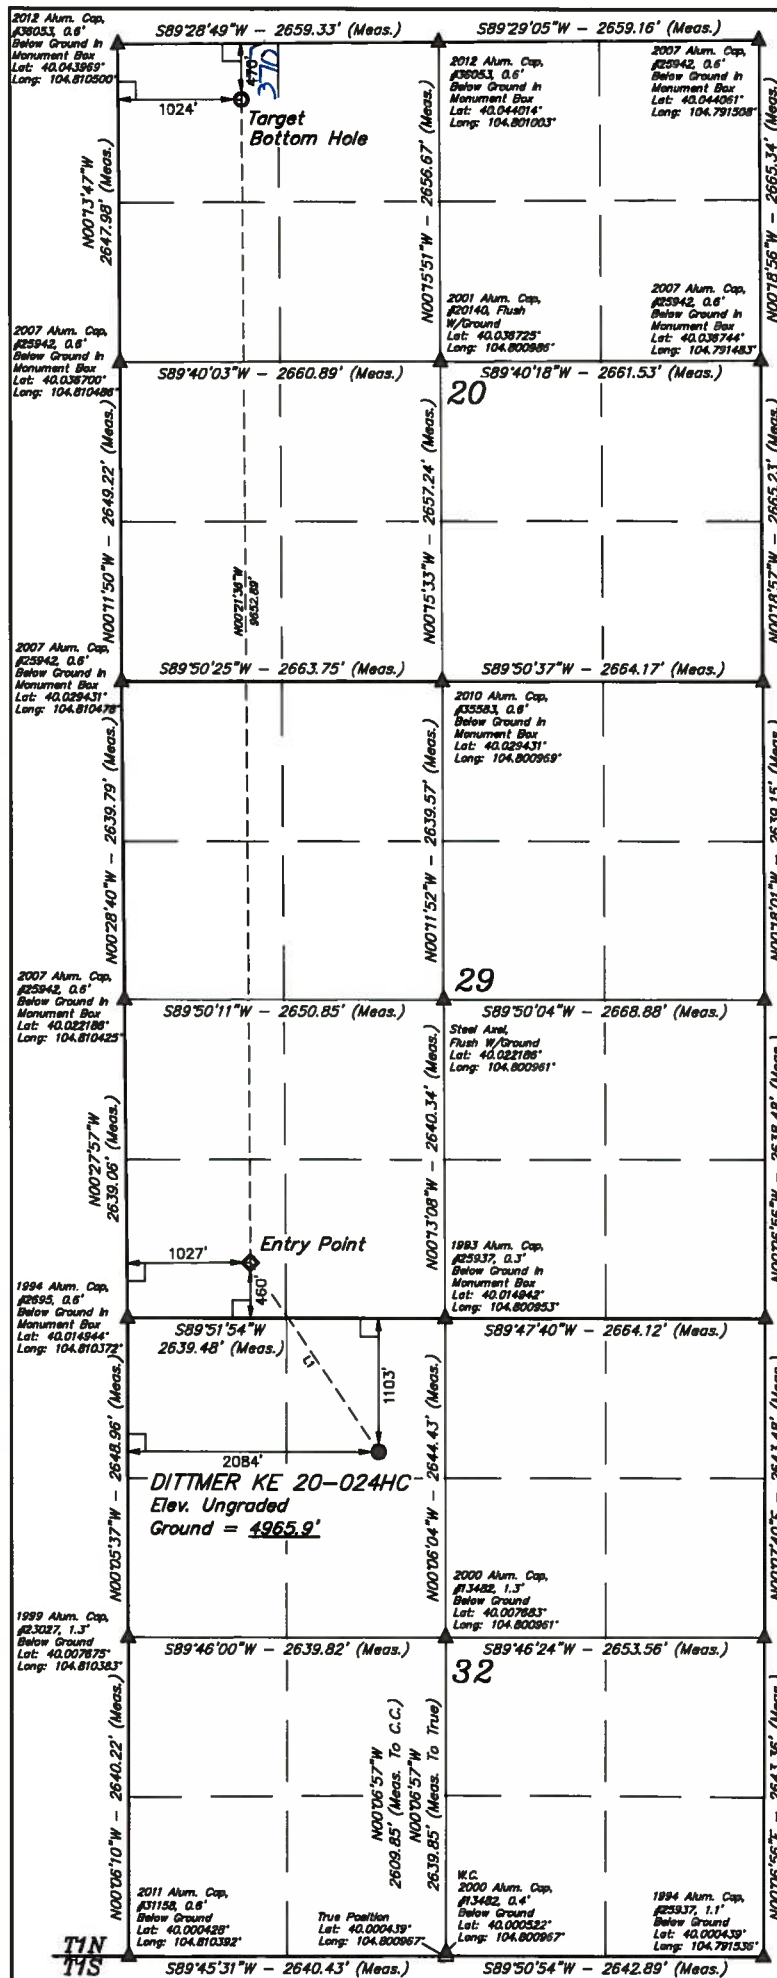 2012 Alum. Cap,
#38053, 0.6'
Below Ground in
Monument Box
Lat: 40.043969°
Long: 104.810500°
S89°28'49"W - 2659.33' (Meas.)
S89°29'05"W - 2659.16' (Meas.)
470'
370
1024'
Target
Bottom Hole
2012 Alum. Cap,
#38053, 0.6'
Below Ground in
Monument Box
Lat: 40.044014°
Long: 104.801003°
2007 Alum. Cap,
#25942, 0.6'
Below Ground in
Monument Box
Lat: 40.044061°
Long: 104.791508°
N00°13'47"W
2647.98' (Meas.)
N00°15'51"W - 2656.67' (Meas.)
N00°18'56"W - 2665.34' (Meas.)
2007 Alum. Cap,
#25942, 0.6'
Below Ground in
Monument Box
Lat: 40.036700°
Long: 104.810486°
2001 Alum. Cap,
#20140, Flush
W/Ground
Lat: 40.036725°
Long: 104.800986°
2007 Alum. Cap,
#25942, 0.6'
Below Ground in
Monument Box
Lat: 40.036744°
Long: 104.791483°
S89°40'03"W - 2660.89' (Meas.)
S89°40'18"W - 2661.53' (Meas.)
20
N00°11'50"W - 2649.22' (Meas.)
N00°21'36"W
9652.89'
N00°15'33"W - 2657.24' (Meas.)
N00°18'57"W - 2665.23' (Meas.)
2007 Alum. Cap,
#25942, 0.6'
Below Ground in
Monument Box
Lat: 40.029431°
Long: 104.810478°
S89°50'25"W - 2663.75' (Meas.)
S89°50'37"W - 2664.17' (Meas.)
2010 Alum. Cap,
#35583, 0.6'
Below Ground in
Monument Box
Lat: 40.029431°
Long: 104.800969°
N00°28'40"W - 2639.79' (Meas.)
N00°11'52"W - 2639.57' (Meas.)
N00°18'01"W - 2639.15' (Meas.)
2007 Alum. Cap,
#25942, 0.6'
Below Ground in
Monument Box
Lat: 40.022186°
Long: 104.810425°
29
S89°50'11"W - 2650.85' (Meas.)
S89°50'04"W - 2668.88' (Meas.)
Steel Axel,
Flush W/Ground
Lat: 40.022186°
Long: 104.800961°
N00°27'57"W
2639.06' (Meas.)
N00°13'08"W - 2640.34' (Meas.)
1027'
Entry Point
460'
1994 Alum. Cap,
#2695, 0.6'
Below Ground in
Monument Box
Lat: 40.014944°
Long: 104.810372°
1993 Alum. Cap,
#25937, 0.3'
Below Ground in
Monument Box
Lat: 40.014942°
Long: 104.800953°
S89°51'54"W
2639.48' (Meas.)
S89°47'40"W - 2664.12' (Meas.)
L1
1103'
2084'
DITTMER KE 20-024HC
Elev. Ungraded
Ground = 4965.9'
N00°05'37"W - 2648.96' (Meas.)
N00°06'04"W - 2644.43' (Meas.)
1999 Alum. Cap,
#23027, 1.3'
Below Ground
Lat: 40.007675°
Long: 104.810383°
2000 Alum. Cap,
#13482, 1.3'
Below Ground
Lat: 40.007683°
Long: 104.800961°
S89°46'00"W - 2639.82' (Meas.)
S89°46'24"W - 2653.56' (Meas.)
32
N00°06'10"W - 2640.22' (Meas.)
N00°06'57"W
2609.85' (Meas. To C.C.)
N00°06'57"W
2639.85' (Meas. To True)
2011 Alum. Cap,
#31158, 0.6'
Below Ground
Lat: 40.000428°
Long: 104.810392°
True Position
Lat: 40.000439°
Long: 104.800967°
W.C.
2000 Alum. Cap,
#13482, 0.4'
Below Ground
Lat: 40.000522°
Long: 104.800967°
1994 Alum. Cap,
#25937, 1.1'
Below Ground
Lat: 40.000439°
Long: 104.791536°
T1N
T1S
S89°45'31"W - 2640.43' (Meas.)
S89°50'54"W - 2642.89' (Meas.)